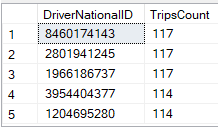 DriverNationalID TripsCount
1 8460174143 117
2 2801941245 117
3 1966186737 117
4 3954404377 114
5 1204695280 114